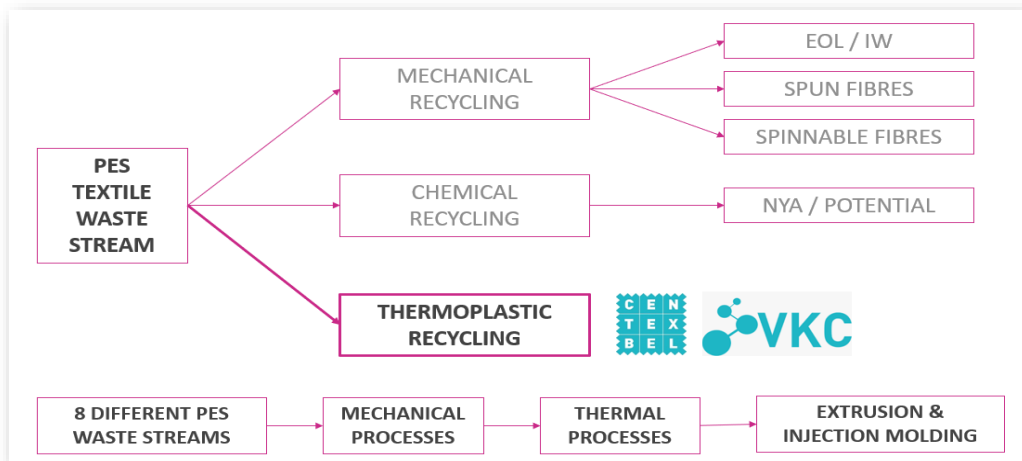 EOL / IW
MECHANICAL
RECYCLING
SPUN FIBRES
SPINNABLE FIBRES
PES
TEXTILE
WASTE
STREAM
CHEMICAL
RECYCLING
NYA / POTENTIAL
THERMOPLASTIC
RECYCLING
CEN
TEX
BEL
VKC
8 DIFFERENT PES
WASTE STREAMS
MECHANICAL
PROCESSES
THERMAL
PROCESSES
EXTRUSION &
INJECTION MOLDING